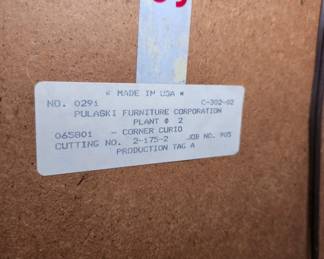 * MADE IN USA *
NO. 0291 C-302-02
PULASKI FURNITURE CORPORATION
PLANT # 2
065801 - CORNER CURIO
CUTTING NO. 2-175-2 JOB NO. 905
PRODUCTION TAG A